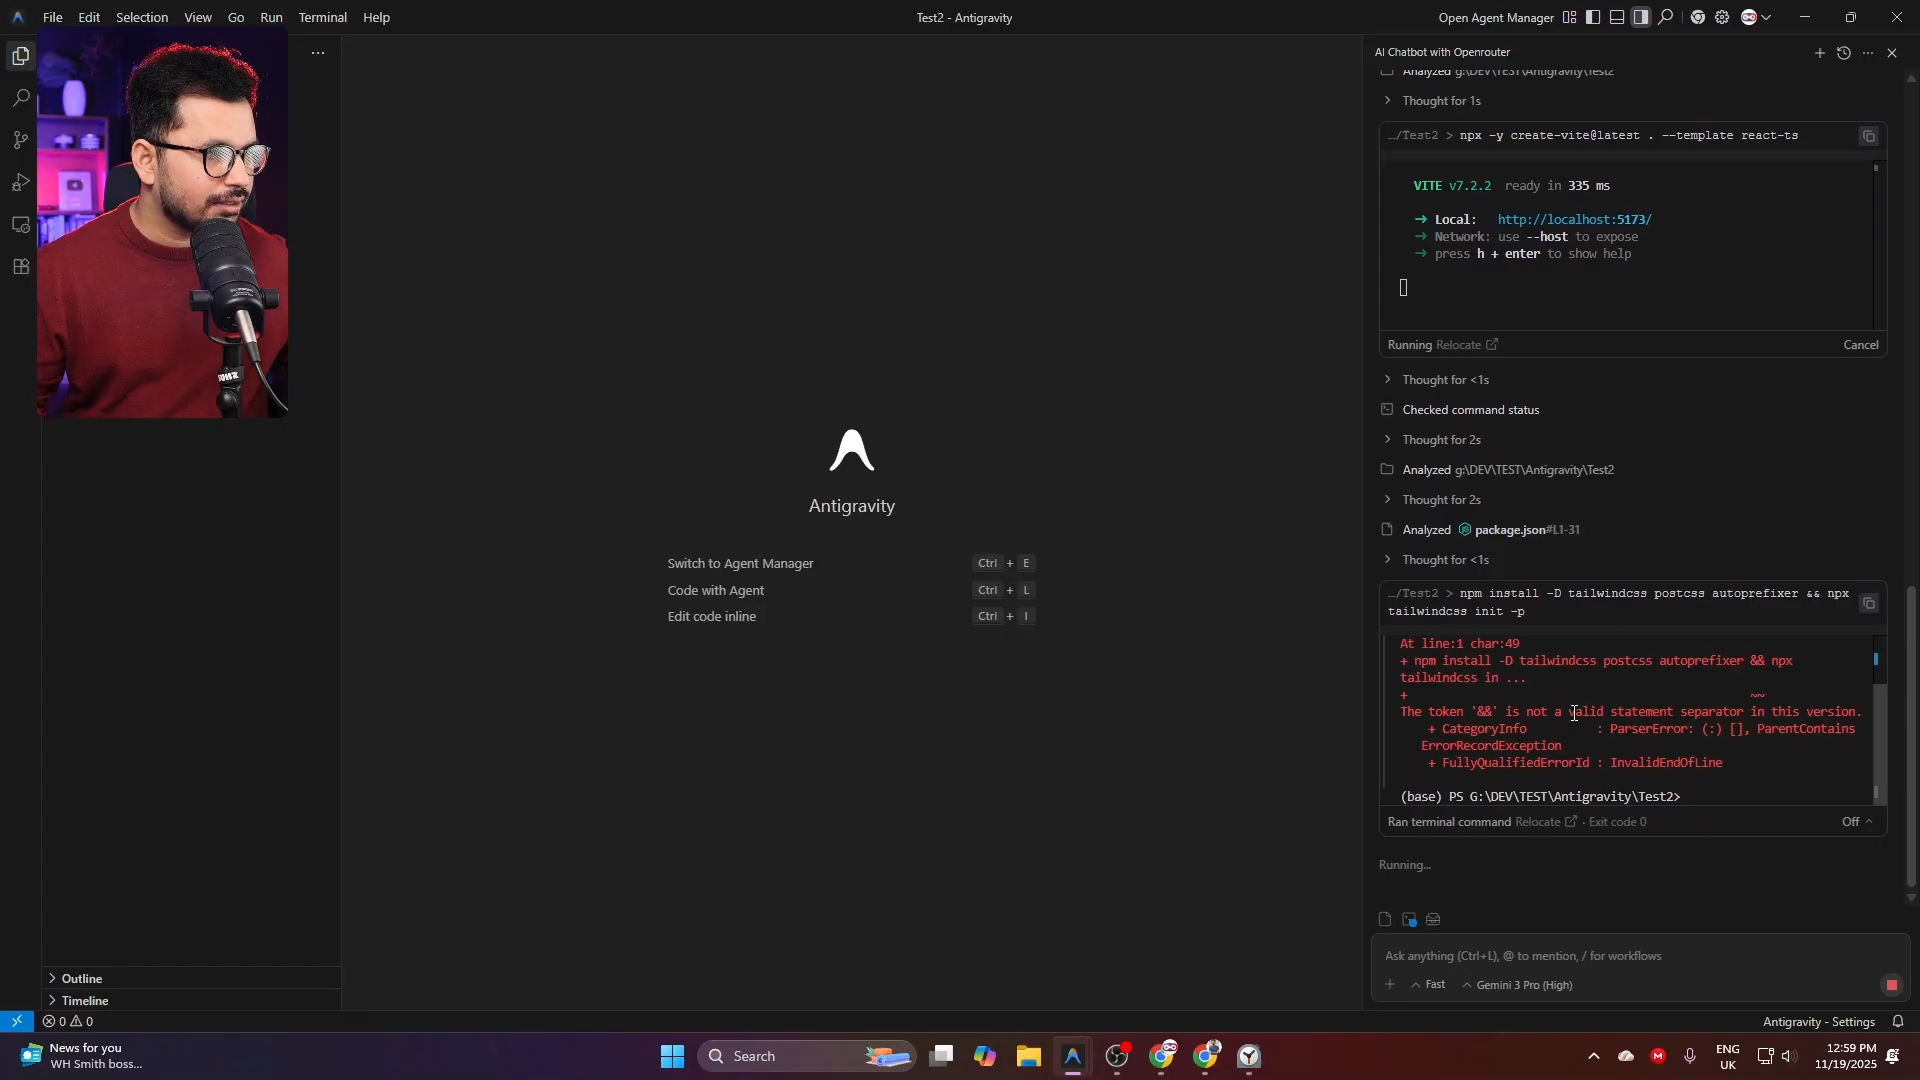 File Edit Selection View Go Run Terminal Help
Test2 - Antigravity
Open Agent Manager
AI Chatbot with Openrouter
Analyzed g:\DEV\TEST\Antigravity\Test2
Thought for 1s
…/Test2 > npx -y create-vite@latest . --template react-ts
VITE v7.2.2 ready in 335 ms
➜ Local: http://localhost:5173/
➜ Network: use --host to expose
➜ press h + enter to show help
Running Relocate
Cancel
Thought for <1s
Checked command status
Thought for 2s
Analyzed g:\DEV\TEST\Antigravity\Test2
Thought for 2s
Analyzed package.json#L1-31
Thought for <1s
…/Test2 > npm install -D tailwindcss postcss autoprefixer && npx
tailwindcss init -p
At line:1 char:49
+ npm install -D tailwindcss postcss autoprefixer && npx
tailwindcss in ...
+ ~~
The token '&&' is not a valid statement separator in this version.
+ CategoryInfo : ParserError: (:) [], ParentContains
ErrorRecordException
+ FullyQualifiedErrorId : InvalidEndOfLine
(base) PS G:\DEV\TEST\Antigravity\Test2>
Ran terminal command Relocate · Exit code 0
Off
Running...
Ask anything (Ctrl+L), @ to mention, / for workflows
Fast
Gemini 3 Pro (High)
Antigravity
Switch to Agent Manager Ctrl + E
Code with Agent Ctrl + L
Edit code inline Ctrl + I
Outline
Timeline
0 0
Antigravity - Settings
News for you
WH Smith boss...
Search
ENG
UK
12:59 PM
11/19/2025